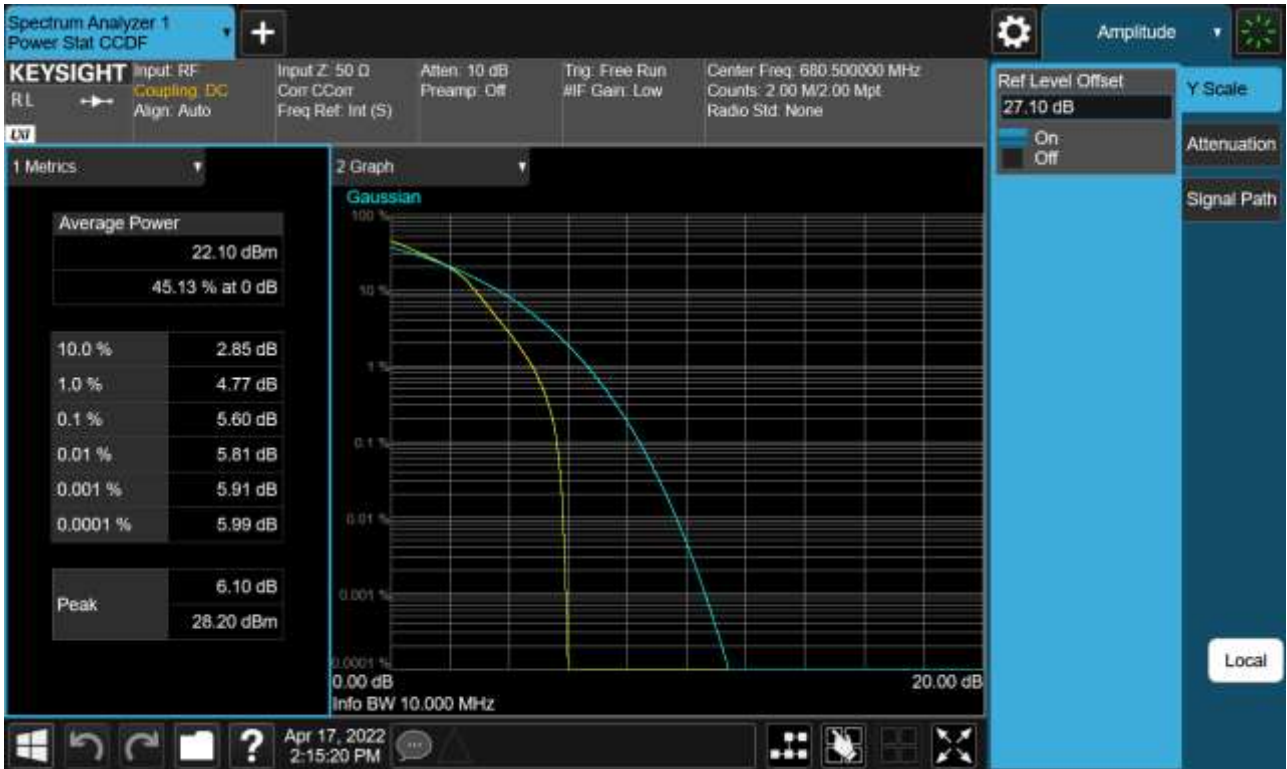 Spectrum Analyzer 1
Power Stat CCDF
Amplitude
KEYSIGHT
RL
LXI
Input: RF
Coupling: DC
Align: Auto
Input Z: 50 Ω
Corr CCorr
Freq Ref: Int (S)
Atten: 10 dB
Preamp: Off
Trig: Free Run
#IF Gain: Low
Center Freq: 680.500000 MHz
Counts: 2.00 M/2.00 Mpt
Radio Std: None
Ref Level Offset
27.10 dB
On
Off
Y Scale
Attenuation
Signal Path
Local
1 Metrics
Average Power
22.10 dBm
45.13 % at 0 dB
10.0 % 2.85 dB
1.0 % 4.77 dB
0.1 % 5.60 dB
0.01 % 5.81 dB
0.001 % 5.91 dB
0.0001 % 5.99 dB
Peak
6.10 dB
28.20 dBm
2 Graph
Gaussian
100 %
10 %
1 %
0.1 %
0.01 %
0.001 %
0.0001 %
0.00 dB 20.00 dB
Info BW 10.000 MHz
?
Apr 17, 2022
2:15:20 PM